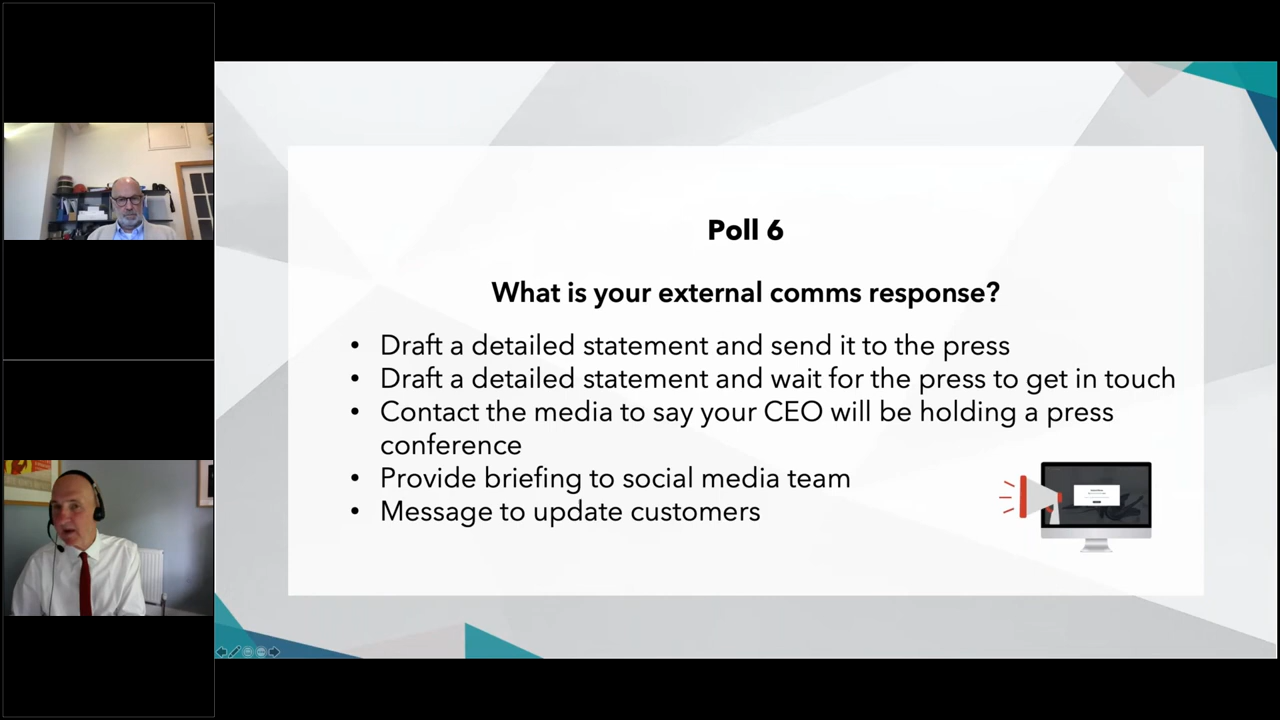 Poll 6
What is your external comms response?
• Draft a detailed statement and send it to the press
• Draft a detailed statement and wait for the press to get in touch
• Contact the media to say your CEO will be holding a press
conference
• Provide briefing to social media team
• Message to update customers